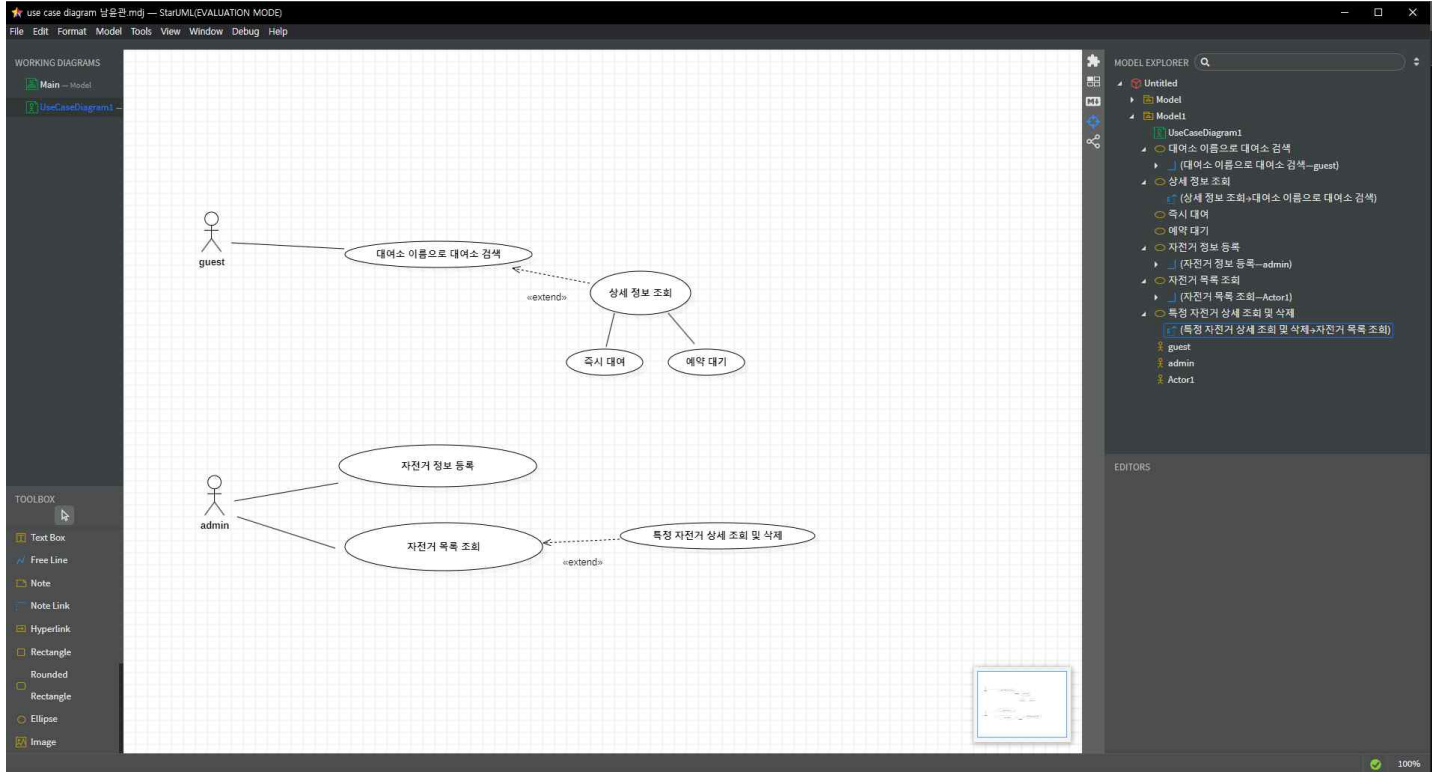 use case diagram 남윤관.mdj — StarUML(EVALUATION MODE)
File Edit Format Model Tools View Window Debug Help
WORKING DIAGRAMS
Main — Model
UseCaseDiagram1 —
guest
대여소 이름으로 대여소 검색
«extend»
상세 정보 조회
즉시 대여
예약 대기
admin
자전거 정보 등록
자전거 목록 조회
«extend»
특정 자전거 상세 조회 및 삭제
TOOLBOX
Text Box
Free Line
Note
Note Link
Hyperlink
Rectangle
Rounded
Rectangle
Ellipse
Image
MODEL EXPLORER
Untitled
Model
Model1
UseCaseDiagram1
대여소 이름으로 대여소 검색
(대여소 이름으로 대여소 검색—guest)
상세 정보 조회
(상세 정보 조회→대여소 이름으로 대여소 검색)
즉시 대여
예약 대기
자전거 정보 등록
(자전거 정보 등록—admin)
자전거 목록 조회
(자전거 목록 조회—Actor1)
특정 자전거 상세 조회 및 삭제
(특정 자전거 상세 조회 및 삭제→자전거 목록 조회)
guest
admin
Actor1
EDITORS
100%